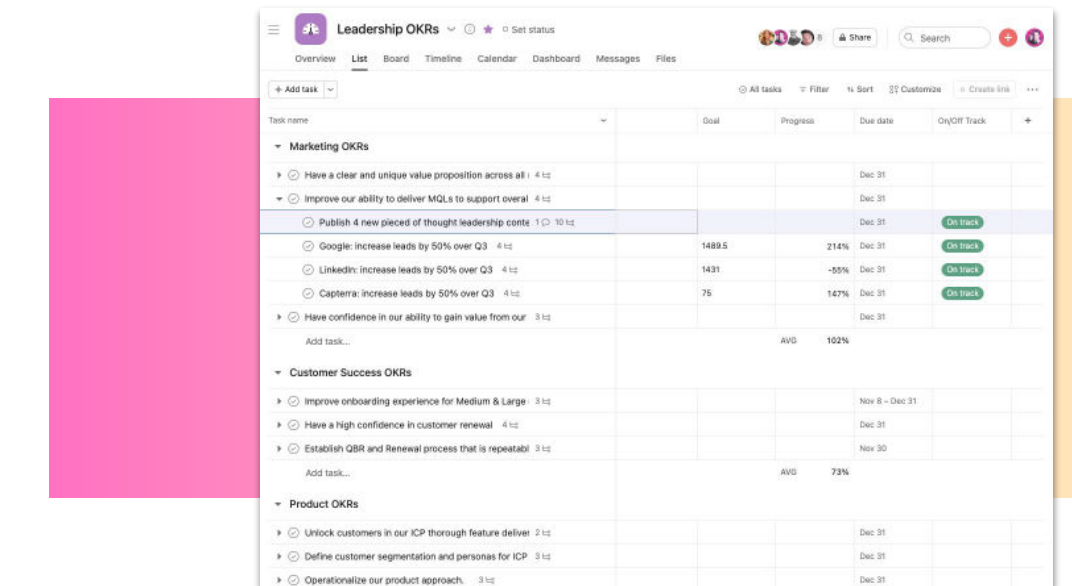 Leadership OKRs
Set status
8
Share
Search
Overview List Board Timeline Calendar Dashboard Messages Files
+ Add task
All tasks Filter Sort Customize Create link ...
Task name Goal Progress Due date On/Off Track +
Marketing OKRs
Have a clear and unique value proposition across all 4 Dec 31
Improve our ability to deliver MQLs to support overal 4 Dec 31
Publish 4 new pieced of thought leadership conte 1 10 Dec 31 On track
Google: increase leads by 50% over Q3 4 1489.5 214% Dec 31 On track
LinkedIn: increase leads by 50% over Q3 4 1431 -55% Dec 31 On track
Capterra: increase leads by 50% over Q3 4 75 147% Dec 31 On track
Have confidence in our ability to gain value from our 3 Dec 31
Add task... AVG 102%
Customer Success OKRs
Improve onboarding experience for Medium & Large 3 Nov 8 – Dec 31
Have a high confidence in customer renewal 4 Dec 31
Establish QBR and Renewal process that is repeatabl 3 Nov 30
Add task... AVG 73%
Product OKRs
Unlock customers in our ICP thorough feature deliver 2 Dec 31
Define customer segmentation and personas for ICP 3 Dec 31
Operationalize our product approach. 3 Dec 31